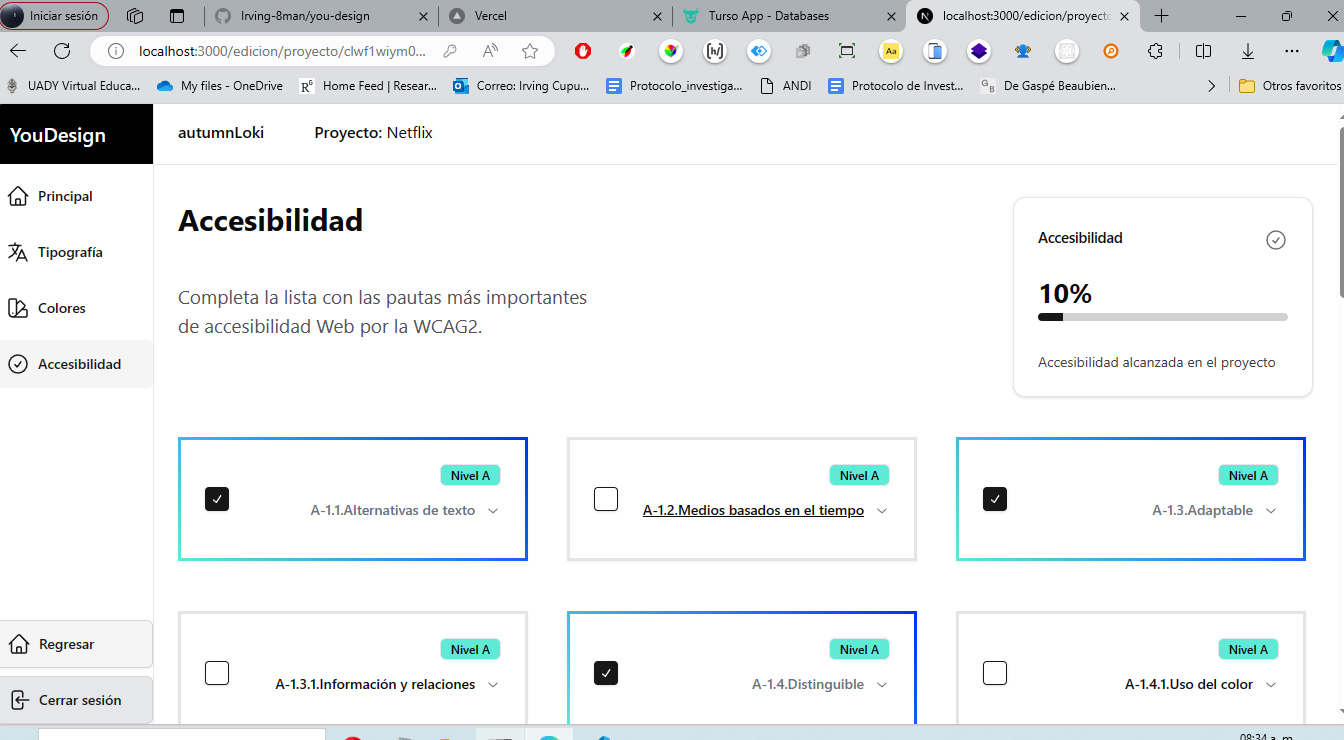 Iniciar sesión
Irving-8man/you-design
Vercel
Turso App - Databases
localhost:3000/edicion/proyecto
localhost:3000/edicion/proyecto/clwf1wiym0...
UADY Virtual Educa...
My files - OneDrive
Home Feed | Resear...
Correo: Irving Cupu...
Protocolo_investiga...
ANDI
Protocolo de Invest...
De Gaspé Beaubien...
Otros favoritos
YouDesign
autumnLoki
Proyecto: Netflix
Principal
Tipografía
Colores
Accesibilidad
Regresar
Cerrar sesión
Accesibilidad
Completa la lista con las pautas más importantes
de accesibilidad Web por la WCAG2.
Accesibilidad
10%
Accesibilidad alcanzada en el proyecto
Nivel A
A-1.1.Alternativas de texto
Nivel A
A-1.2.Medios basados en el tiempo
Nivel A
A-1.3.Adaptable
Nivel A
A-1.3.1.Información y relaciones
Nivel A
A-1.4.Distinguible
Nivel A
A-1.4.1.Uso del color
08:34 a. m.